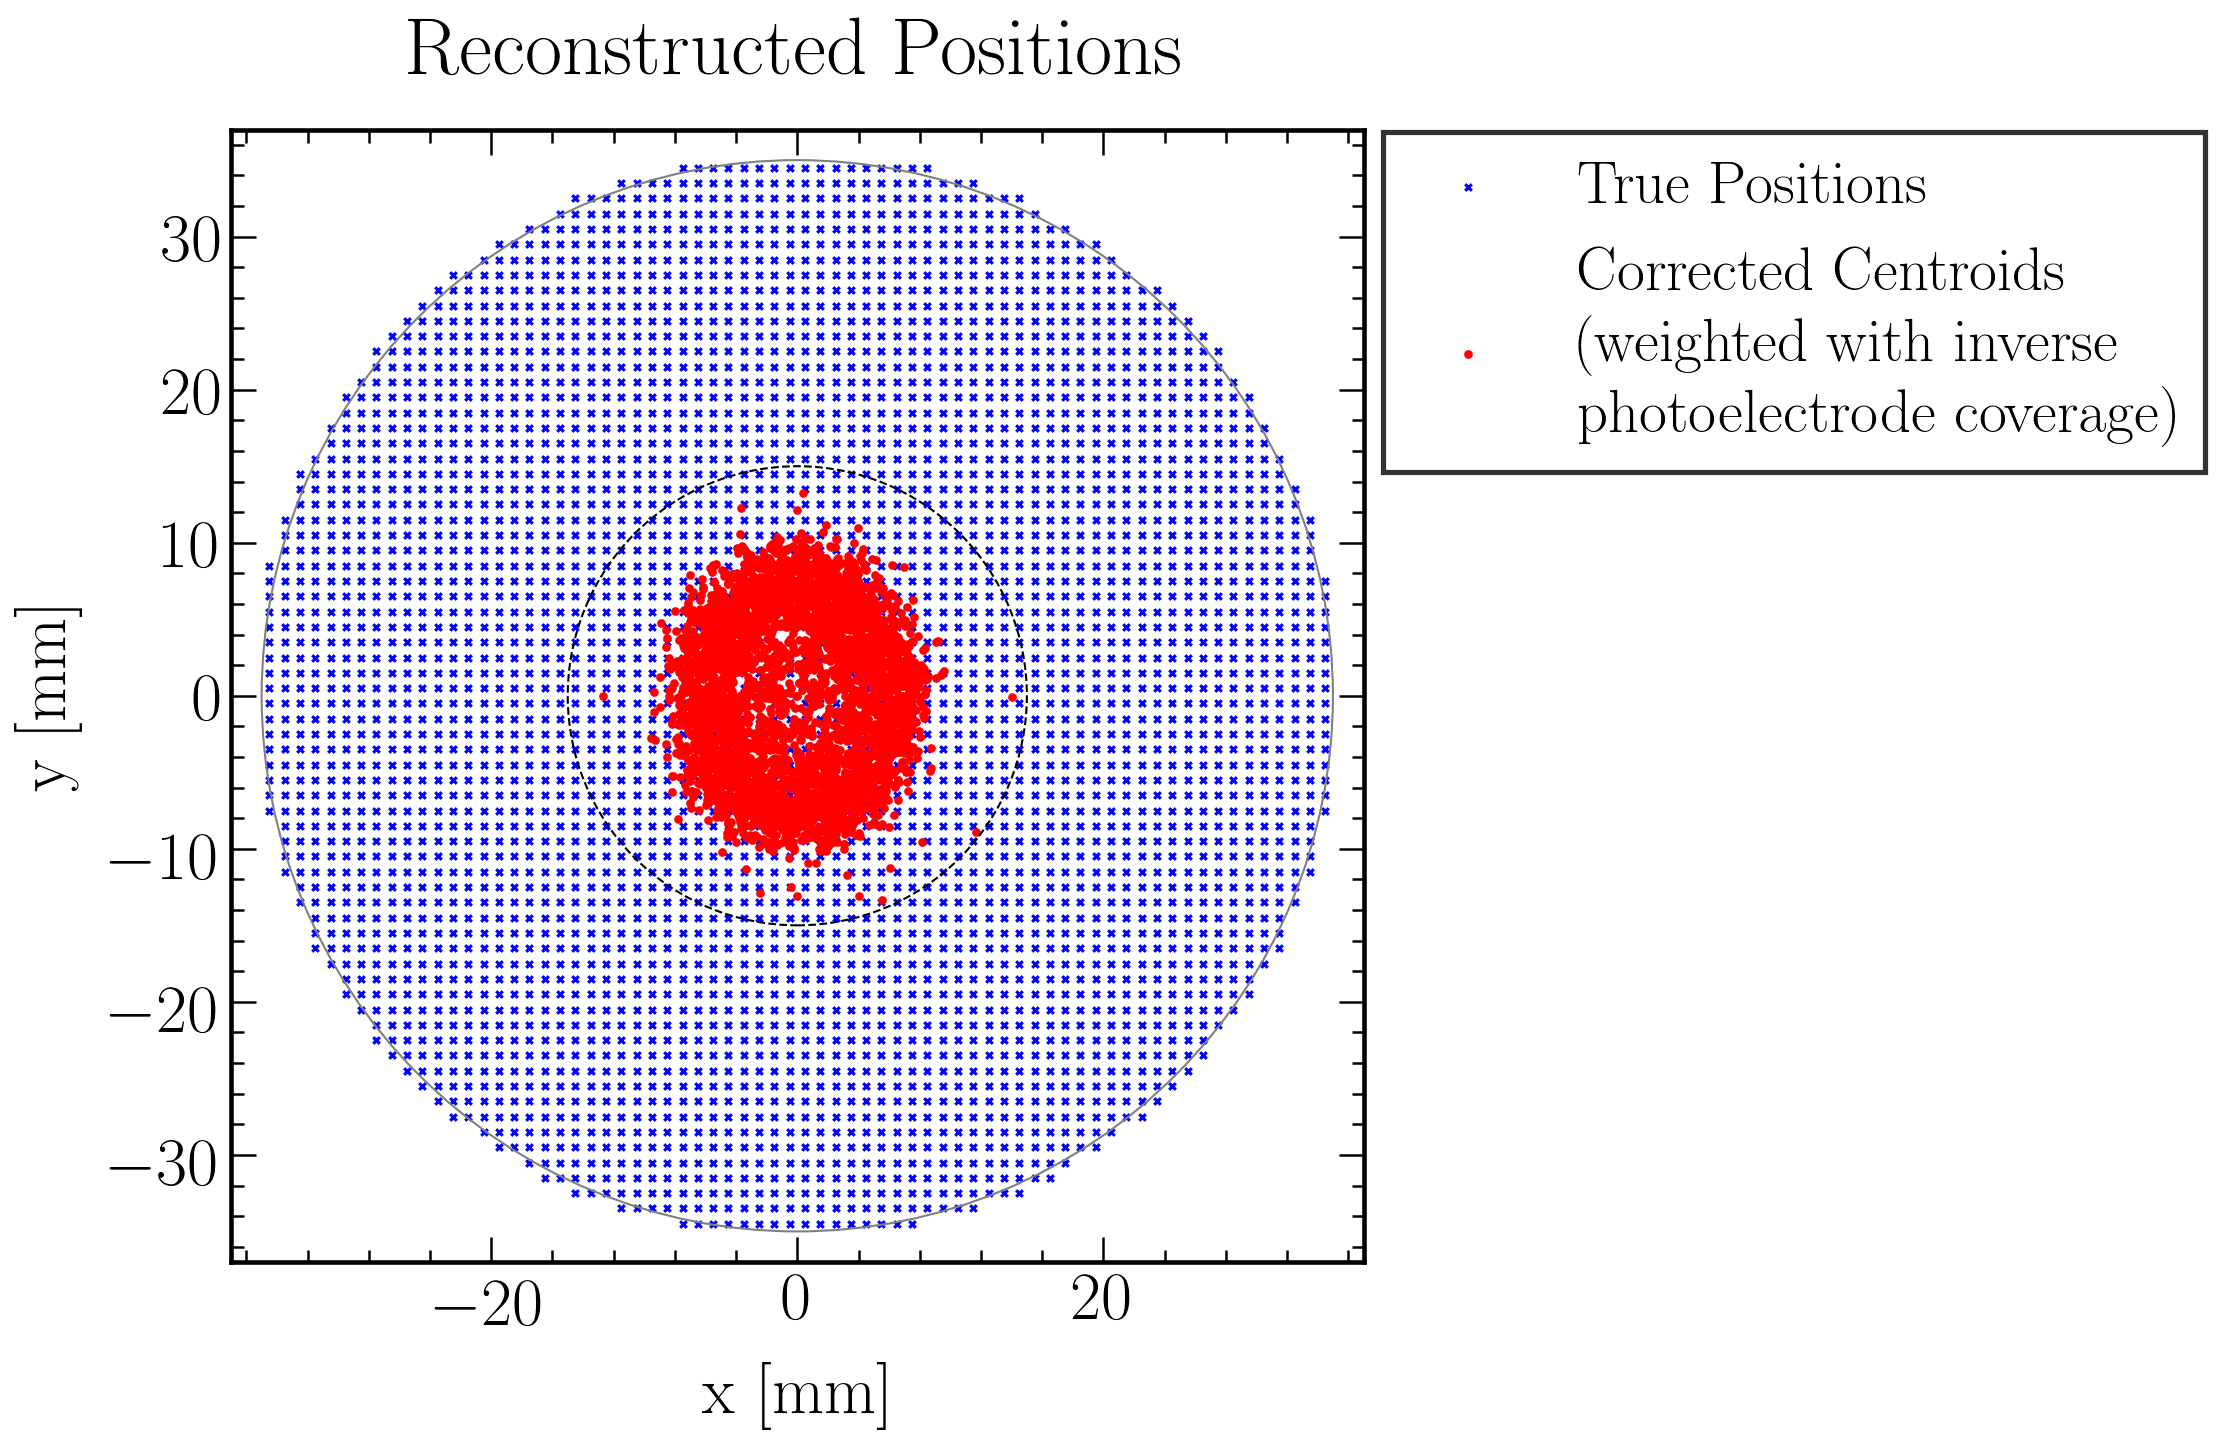 Reconstructed Positions
True Positions
Corrected Centroids
(weighted with inverse
photoelectrode coverage)
30
20
10
0
−10
−20
−30
y [mm]
−20 0 20
x [mm]